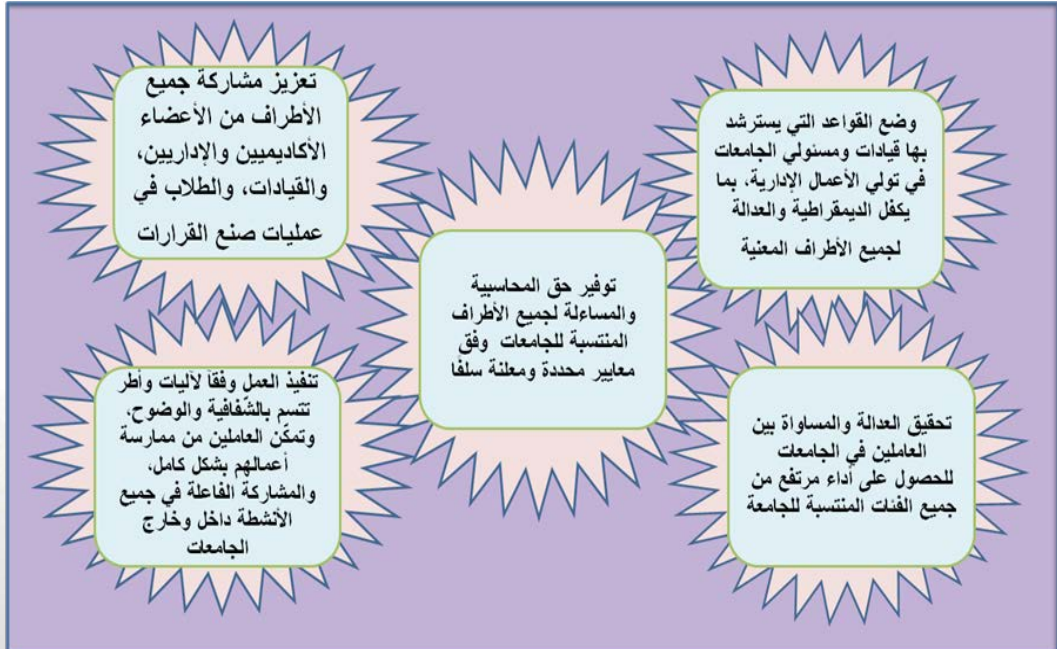 وضع القواعد التي يسترشد
بها قيادات ومسئولي الجامعات
في تولي الأعمال الإدارية، بما
يكفل الديمقراطية والعدالة
لجميع الأطراف المعنية
تعزيز مشاركة جميع
الأطراف من الأعضاء
الأكاديميين والإداريين،
والقيادات، والطلاب في
عمليات صنع القرارات
توفير حق المحاسبية
والمساءلة لجميع الأطراف
المنتسبة للجامعات وفق
معايير محددة ومعلنة سلفًا
تحقيق العدالة والمساواة بين
العاملين في الجامعات
للحصول على أداء مرتفع من
جميع الفئات المنتسبة للجامعة
تنفيذ العمل وفقاً لآليات وأطر
تتسم بالشّفافية والوضوح،
وتمكّن العاملين من ممارسة
أعمالهم بشكل كامل،
والمشاركة الفاعلة في جميع
الأنشطة داخل وخارج
الجامعات